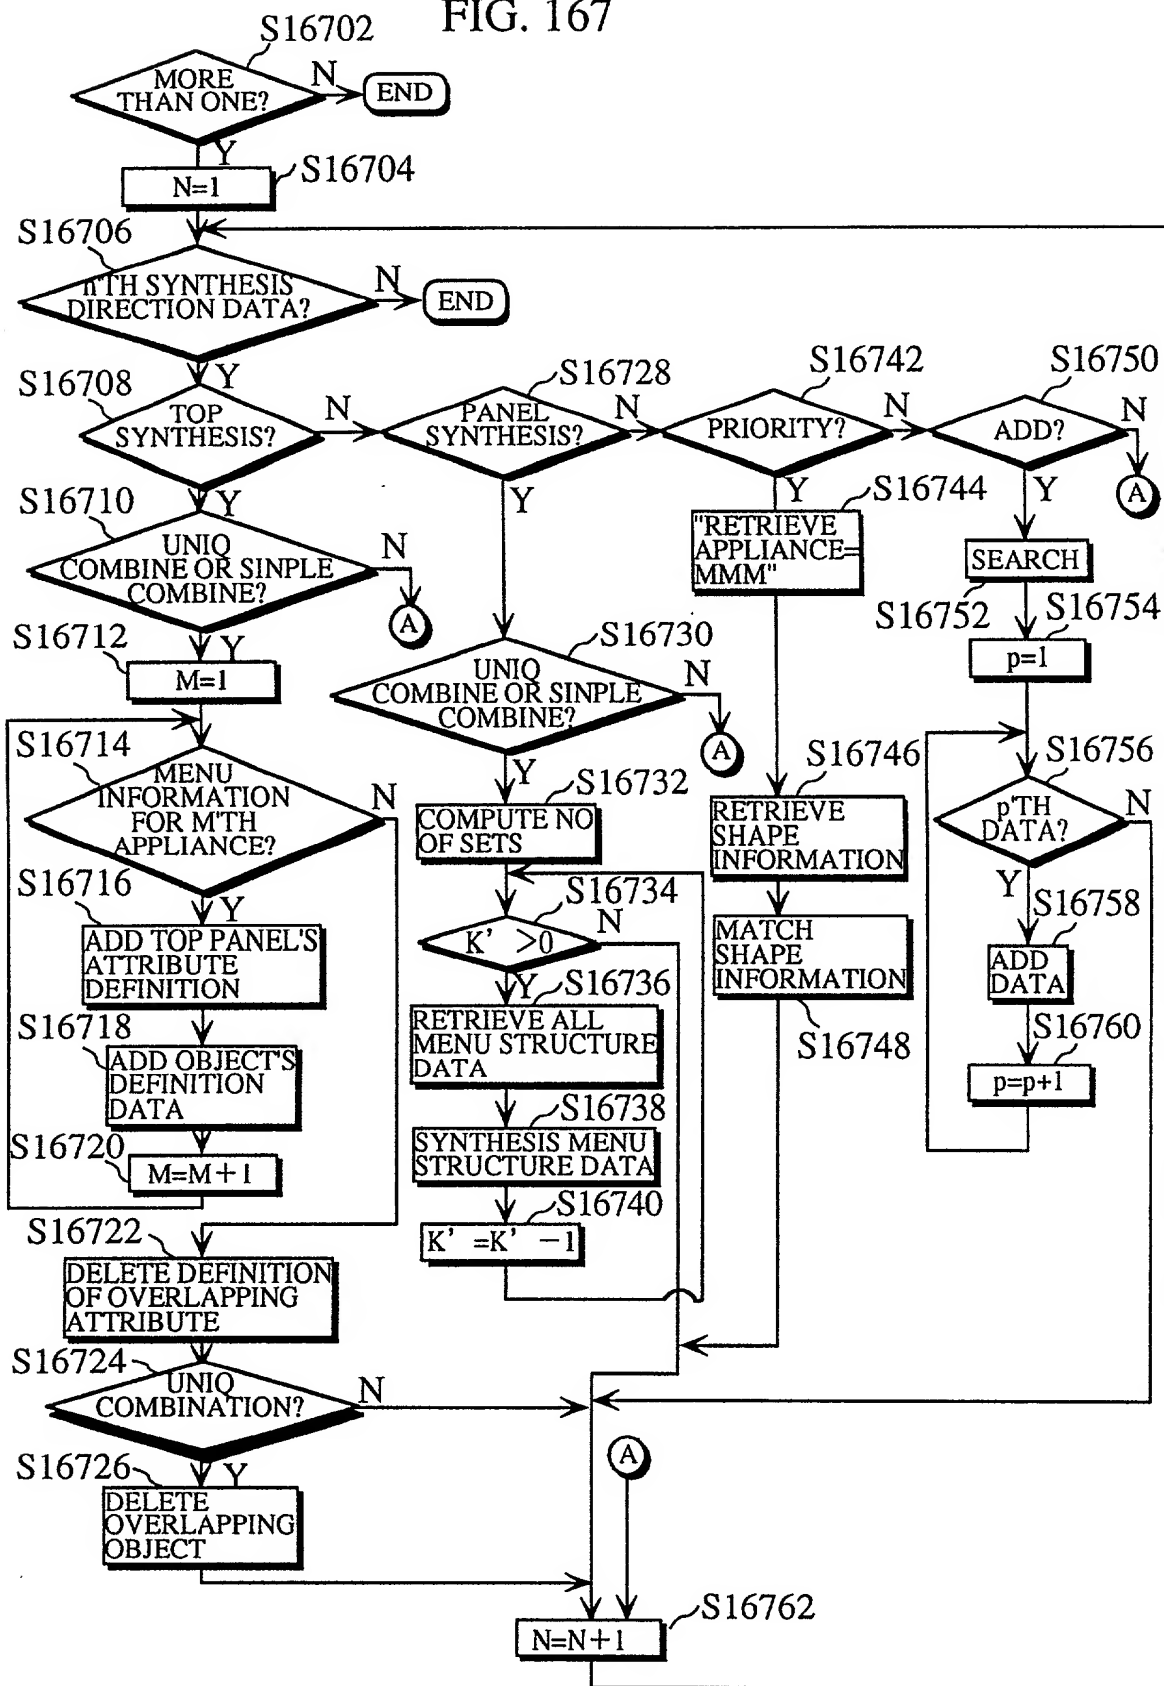 FIG. 167
S16702
MORE
THAN ONE?
N
END
Y
S16704
N=1
S16706
n'TH SYNTHESIS
DIRECTION DATA?
N
END
Y
S16708
TOP
SYNTHESIS?
N
S16728
PANEL
SYNTHESIS?
N
S16742
PRIORITY?
N
S16750
ADD?
N
A
Y
S16710
UNIQ
COMBINE OR SINPLE
COMBINE?
N
A
Y
S16712
M=1
S16714
MENU
INFORMATION
FOR M'TH
APPLIANCE?
N
Y
S16716
ADD TOP PANEL'S
ATTRIBUTE
DEFINITION
S16718
ADD OBJECT'S
DEFINITION
DATA
S16720
M=M+1
S16722
DELETE DEFINITION
OF OVERLAPPING
ATTRIBUTE
S16724
UNIQ
COMBINATION?
N
Y
S16726
DELETE
OVERLAPPING
OBJECT
Y
S16730
UNIQ
COMBINE OR SINPLE
COMBINE?
N
A
Y
S16732
COMPUTE NO
OF SETS
S16734
K' >0
N
Y
S16736
RETRIEVE ALL
MENU STRUCTURE
DATA
S16738
SYNTHESIS MENU
STRUCTURE DATA
S16740
K' =K' -1
Y
S16744
"RETRIEVE
APPLIANCE=
MMM"
S16746
RETRIEVE
SHAPE
INFORMATION
MATCH
SHAPE
INFORMATION
S16748
Y
SEARCH
S16752
S16754
p=1
S16756
p'TH
DATA?
N
Y
S16758
ADD
DATA
S16760
p=p+1
A
S16762
N=N+1